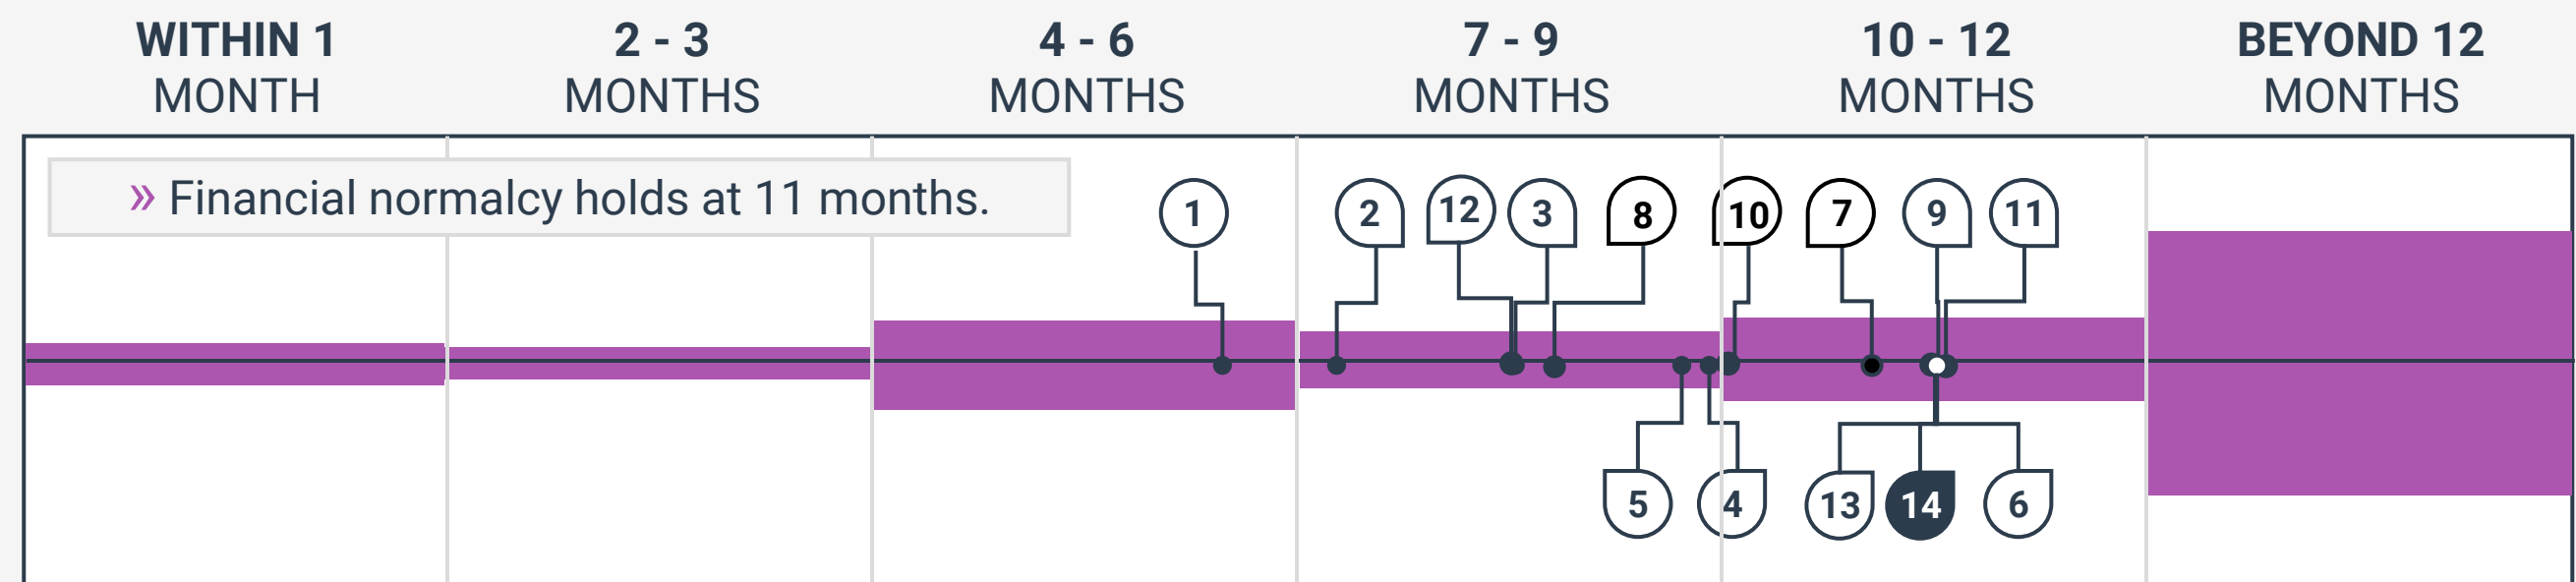 WITHIN 1
MONTH
2 - 3
MONTHS
4 - 6
MONTHS
7 - 9
MONTHS
10 - 12
MONTHS
BEYOND 12
MONTHS
» Financial normalcy holds at 11 months.
1
2
12
3
8
10
7
9
11
5
4
13
14
6